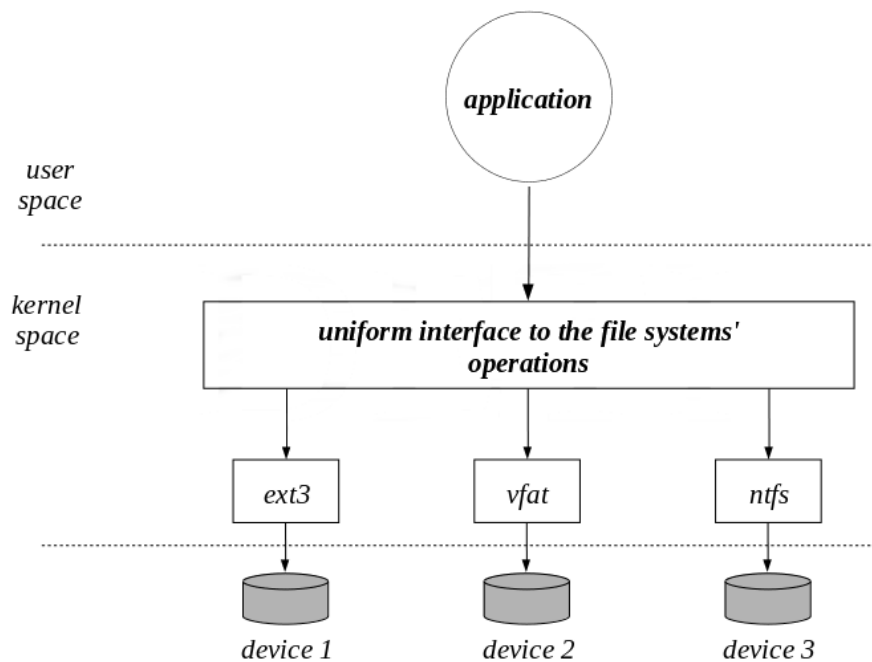 application
user
space
kernel
space
uniform interface to the file systems'
operations
ext3
vfat
ntfs
device 1
device 2
device 3